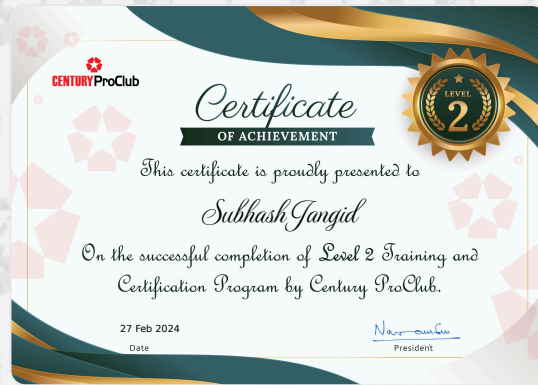 CENTURY ProClub
Certificate
OF ACHIEVEMENT
LEVEL
2
This certificate is proudly presented to
Subhash Jangid
On the successful completion of Level 2 Training and
Certification Program by Century ProClub.
27 Feb 2024
Date
President